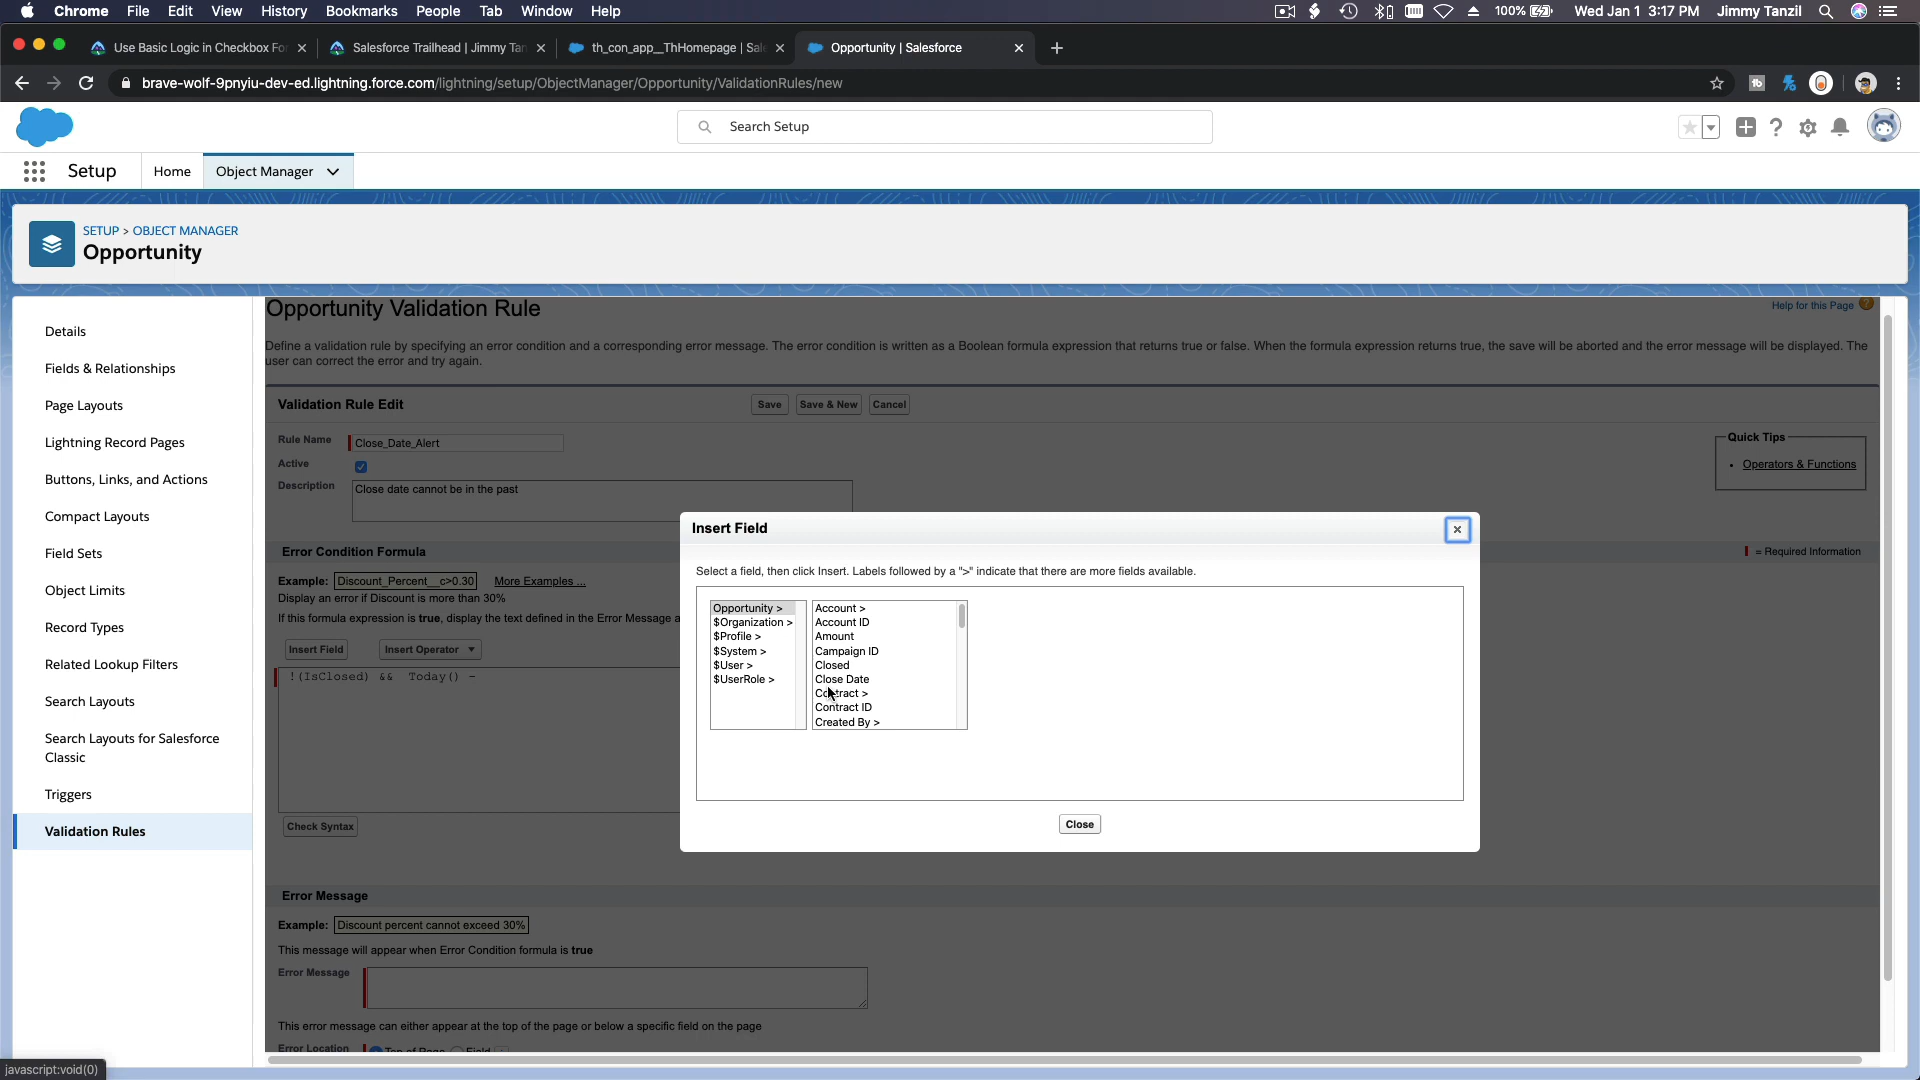 Chrome File Edit View History Bookmarks People Tab Window Help 100% Wed Jan 1 3:17 PM Jimmy Tanzil
Use Basic Logic in Checkbox Fo Salesforce Trailhead | Jimmy Tan th_con_app__ThHomepage | Sale Opportunity | Salesforce
brave-wolf-9pnyiu-dev-ed.lightning.force.com/lightning/setup/ObjectManager/Opportunity/ValidationRules/new
Search Setup
Setup Home Object Manager
SETUP > OBJECT MANAGER
Opportunity
Details
Fields & Relationships
Page Layouts
Lightning Record Pages
Buttons, Links, and Actions
Compact Layouts
Field Sets
Object Limits
Record Types
Related Lookup Filters
Search Layouts
Search Layouts for Salesforce
Classic
Triggers
Validation Rules
Opportunity Validation Rule
Help for this Page
Define a validation rule by specifying an error condition and a corresponding error message. The error condition is written as a Boolean formula expression that returns true or false. When the formula expression returns true, the save will be aborted and the error message will be displayed. The
user can correct the error and try again.
Validation Rule Edit Save Save & New Cancel
Rule Name Close_Date_Alert
Active
Description Close date cannot be in the past
Quick Tips
• Operators & Functions
Error Condition Formula = Required Information
Example: Discount_Percent__c>0.30 More Examples ...
Display an error if Discount is more than 30%
If this formula expression is true, display the text defined in the Error Message a
Insert Field Insert Operator
!(IsClosed) && Today() -
Check Syntax
Insert Field
Select a field, then click Insert. Labels followed by a ">" indicate that there are more fields available.
Opportunity >
$Organization >
$Profile >
$System >
$User >
$UserRole >
Account >
Account ID
Amount
Campaign ID
Closed
Close Date
Contract >
Contract ID
Created By >
Close
Error Message
Example: Discount percent cannot exceed 30%
This message will appear when Error Condition formula is true
Error Message
This error message can either appear at the top of the page or below a specific field on the page
Error Location Top of Page Field
javascript:void(0)